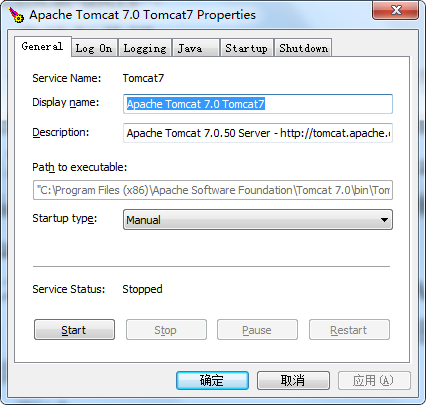 Apache Tomcat 7.0 Tomcat7 Properties
General Log On Logging Java Startup Shutdown
Service Name: Tomcat7
Display name: Apache Tomcat 7.0 Tomcat7
Description: Apache Tomcat 7.0.50 Server - http://tomcat.apache.
Path to executable:
"C:\Program Files (x86)\Apache Software Foundation\Tomcat 7.0\bin\Tom
Startup type: Manual
Service Status: Stopped
Start Stop Pause Restart
确定 取消 应用(A)